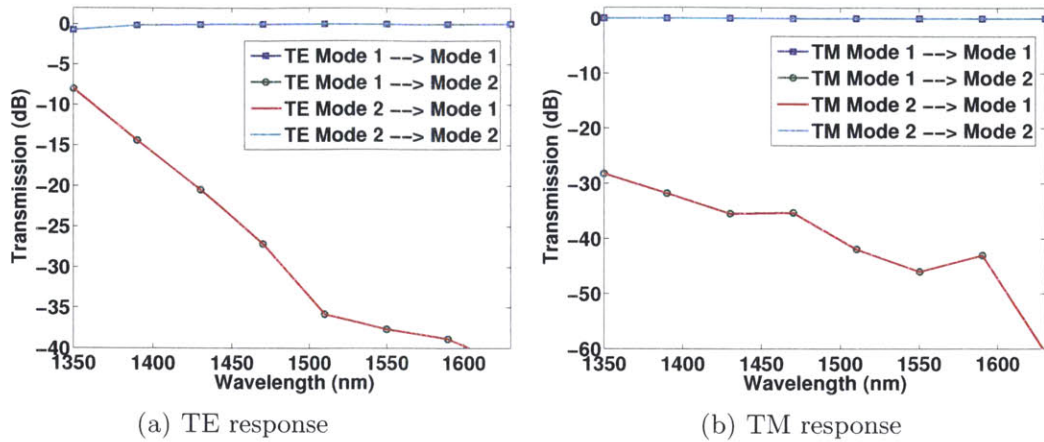 0
−5
−10
−15
−20
−25
−30
−35
−40
Transmission (dB)
TE Mode 1 −−> Mode 1
TE Mode 1 −−> Mode 2
TE Mode 2 −−> Mode 1
TE Mode 2 −−> Mode 2
1350 1400 1450 1500 1550 1600
Wavelength (nm)
(a) TE response
0
−10
−20
−30
−40
−50
−60
Transmission (dB)
TM Mode 1 −−> Mode 1
TM Mode 1 −−> Mode 2
TM Mode 2 −−> Mode 1
TM Mode 2 −−> Mode 2
1350 1400 1450 1500 1550 1600
Wavelength (nm)
(b) TM response